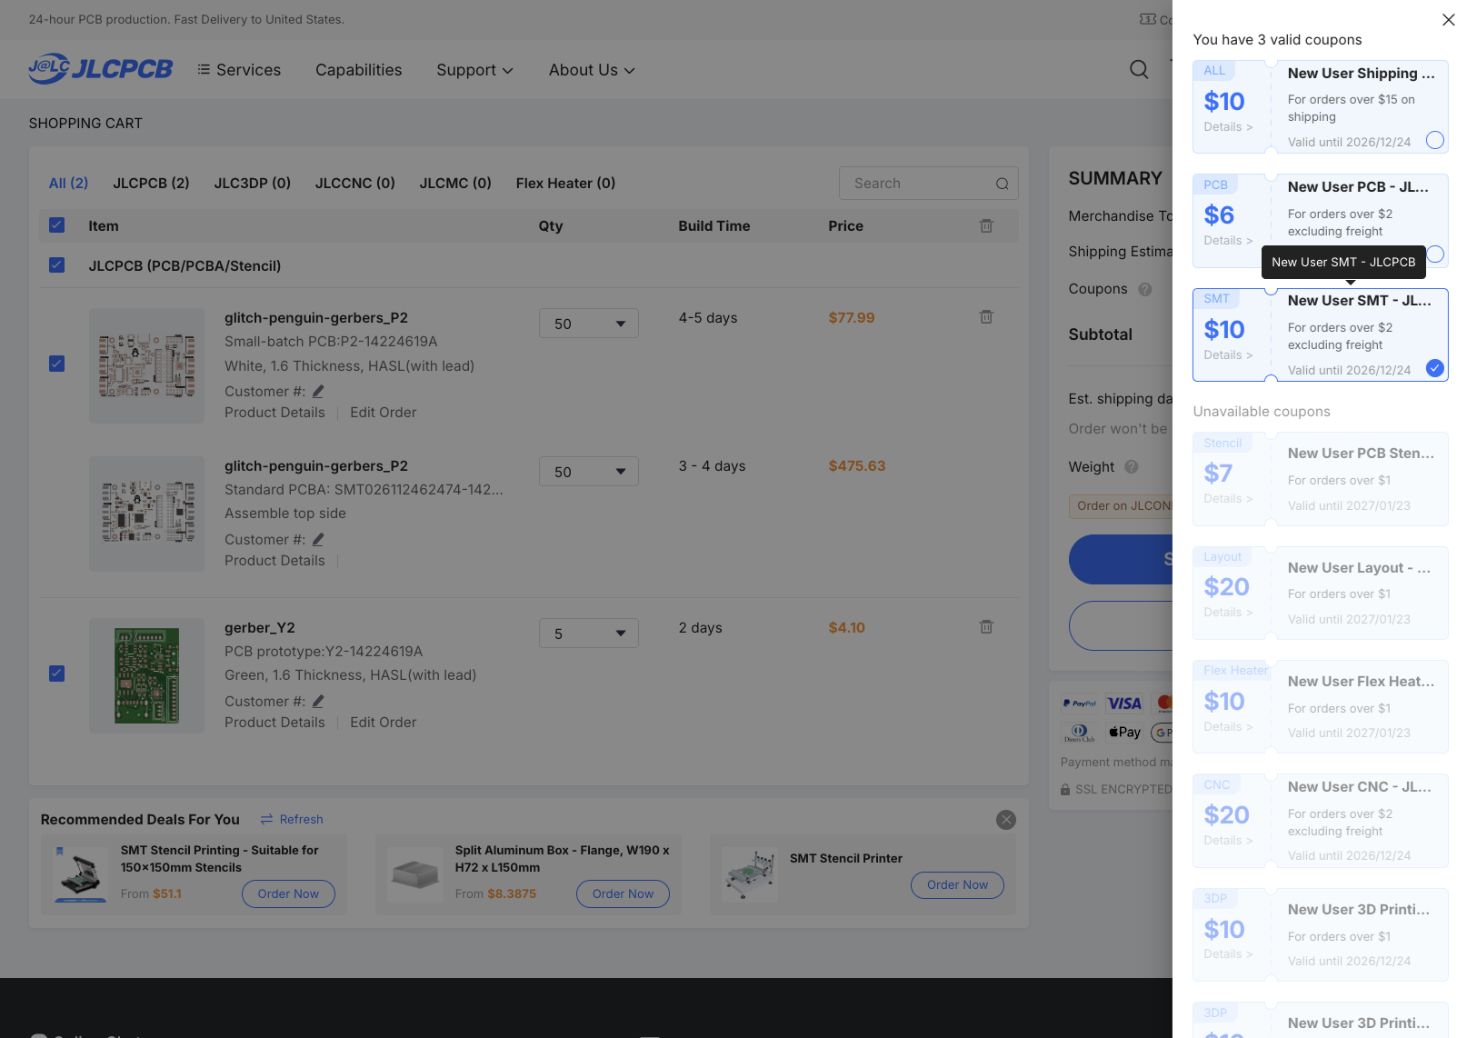 24-hour PCB production. Fast Delivery to United States.
J@LC JLCPCB
Services
Capabilities
Support
About Us
SHOPPING CART
All (2)
JLCPCB (2)
JLC3DP (0)
JLCCNC (0)
JLCMC (0)
Flex Heater (0)
Search
Item
Qty
Build Time
Price
JLCPCB (PCB/PCBA/Stencil)
glitch-penguin-gerbers_P2
50
4-5 days
$77.99
Small-batch PCB:P2-14224619A
White, 1.6 Thickness, HASL(with lead)
Customer #:
Product Details
Edit Order
glitch-penguin-gerbers_P2
50
3 - 4 days
$475.63
Standard PCBA: SMT026112462474-142...
Assemble top side
Customer #:
Product Details
gerber_Y2
5
2 days
$4.10
PCB prototype:Y2-14224619A
Green, 1.6 Thickness, HASL(with lead)
Customer #:
Product Details
Edit Order
Recommended Deals For You
Refresh
SMT Stencil Printing - Suitable for
150×150mm Stencils
From $51.1
Order Now
Split Aluminum Box - Flange, W190 x
H72 x L150mm
From $8.3875
Order Now
SMT Stencil Printer
Order Now
SUMMARY
Merchandise To
Shipping Estima
Coupons
Subtotal
Est. shipping da
Order won't be
Weight
Order on JLCON
PayPal
VISA
Diners Club
Pay
Payment method ma
SSL ENCRYPTED
You have 3 valid coupons
ALL
$10
Details >
New User Shipping ...
For orders over $15 on
shipping
Valid until 2026/12/24
PCB
$6
Details >
New User PCB - JL...
For orders over $2
excluding freight
New User SMT - JLCPCB
SMT
$10
Details >
New User SMT - JL...
For orders over $2
excluding freight
Valid until 2026/12/24
Unavailable coupons
Stencil
$7
Details >
New User PCB Sten...
For orders over $1
Valid until 2027/01/23
Layout
$20
Details >
New User Layout - ...
For orders over $1
Valid until 2027/01/23
Flex Heater
$10
Details >
New User Flex Heat...
For orders over $1
Valid until 2027/01/23
CNC
$20
Details >
New User CNC - JL...
For orders over $2
excluding freight
Valid until 2026/12/24
3DP
$10
Details >
New User 3D Printi...
For orders over $1
Valid until 2026/12/24
3DP
New User 3D Printi...